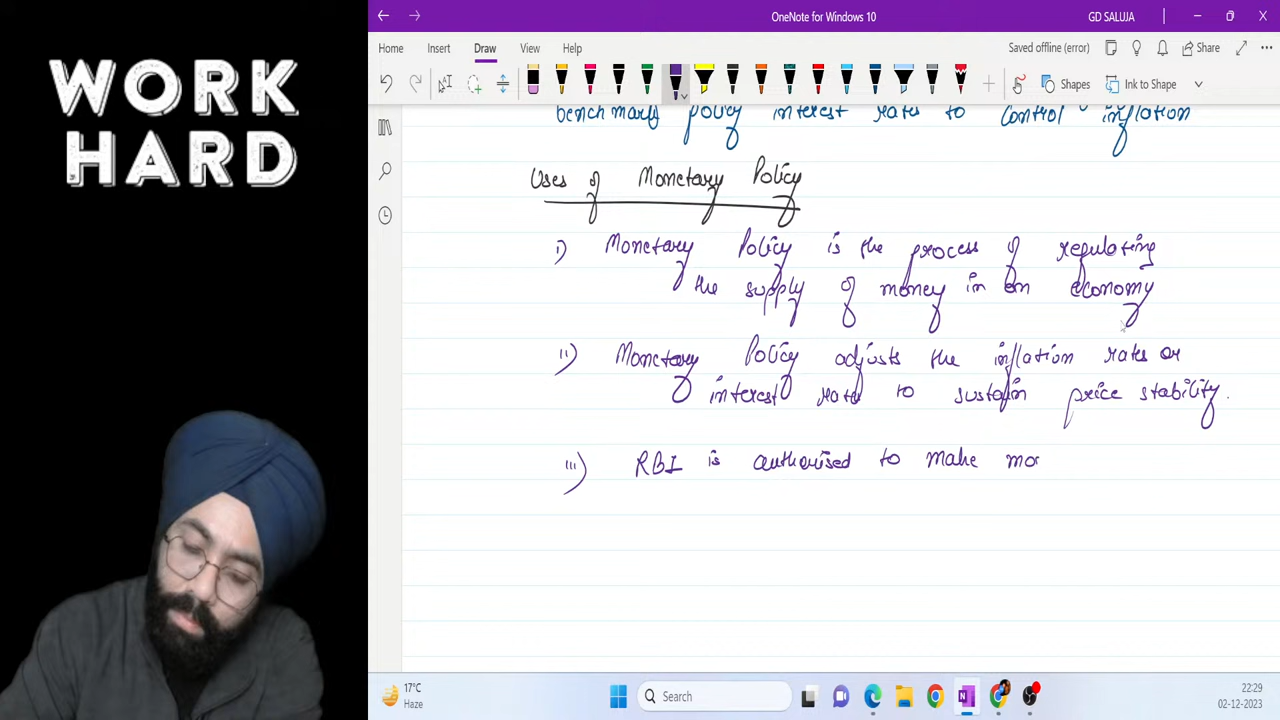 WORK
HARD
OneNote for Windows 10
GD SALUJA
Home Insert Draw View Help
Saved offline (error) Share
Shapes Ink to Shape
benchmark policy interest rates to control inflation
Uses of Monetary Policy
i) Monetary Policy is the process of regulating
the supply of money in an economy
ii) Monetary Policy adjusts the inflation rates or
interest rates to sustain price stability.
iii) RBI is authorised to make mo
17°C
Haze
Search
22:29
02-12-2023